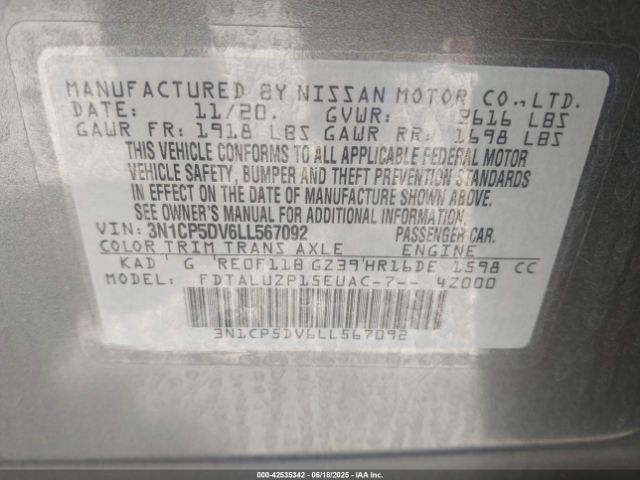 MANUFACTURED BY NISSAN MOTOR CO., LTD.
DATE: 11/20. GVWR: 3616 LBS
GAWR FR: 1918 LBS GAWR RR: 1698 LBS
THIS VEHICLE CONFORMS TO ALL APPLICABLE FEDERAL MOTOR
VEHICLE SAFETY, BUMPER AND THEFT PREVENTION STANDARDS
IN EFFECT ON THE DATE OF MANUFACTURE SHOWN ABOVE.
SEE OWNER'S MANUAL FOR ADDITIONAL INFORMATION.
VIN: 3N1CP5DV6LL567092 PASSENGER CAR.
COLOR TRIM TRANS AXLE ENGINE
KAD G RE0F11B GZ39 HR16DE 1598 CC
MODEL: FDTALUZP15EUAC-7-- 4Z000
3N1CP5DV6LL567092
000-42535342 06/18/2025 IAAI.COM